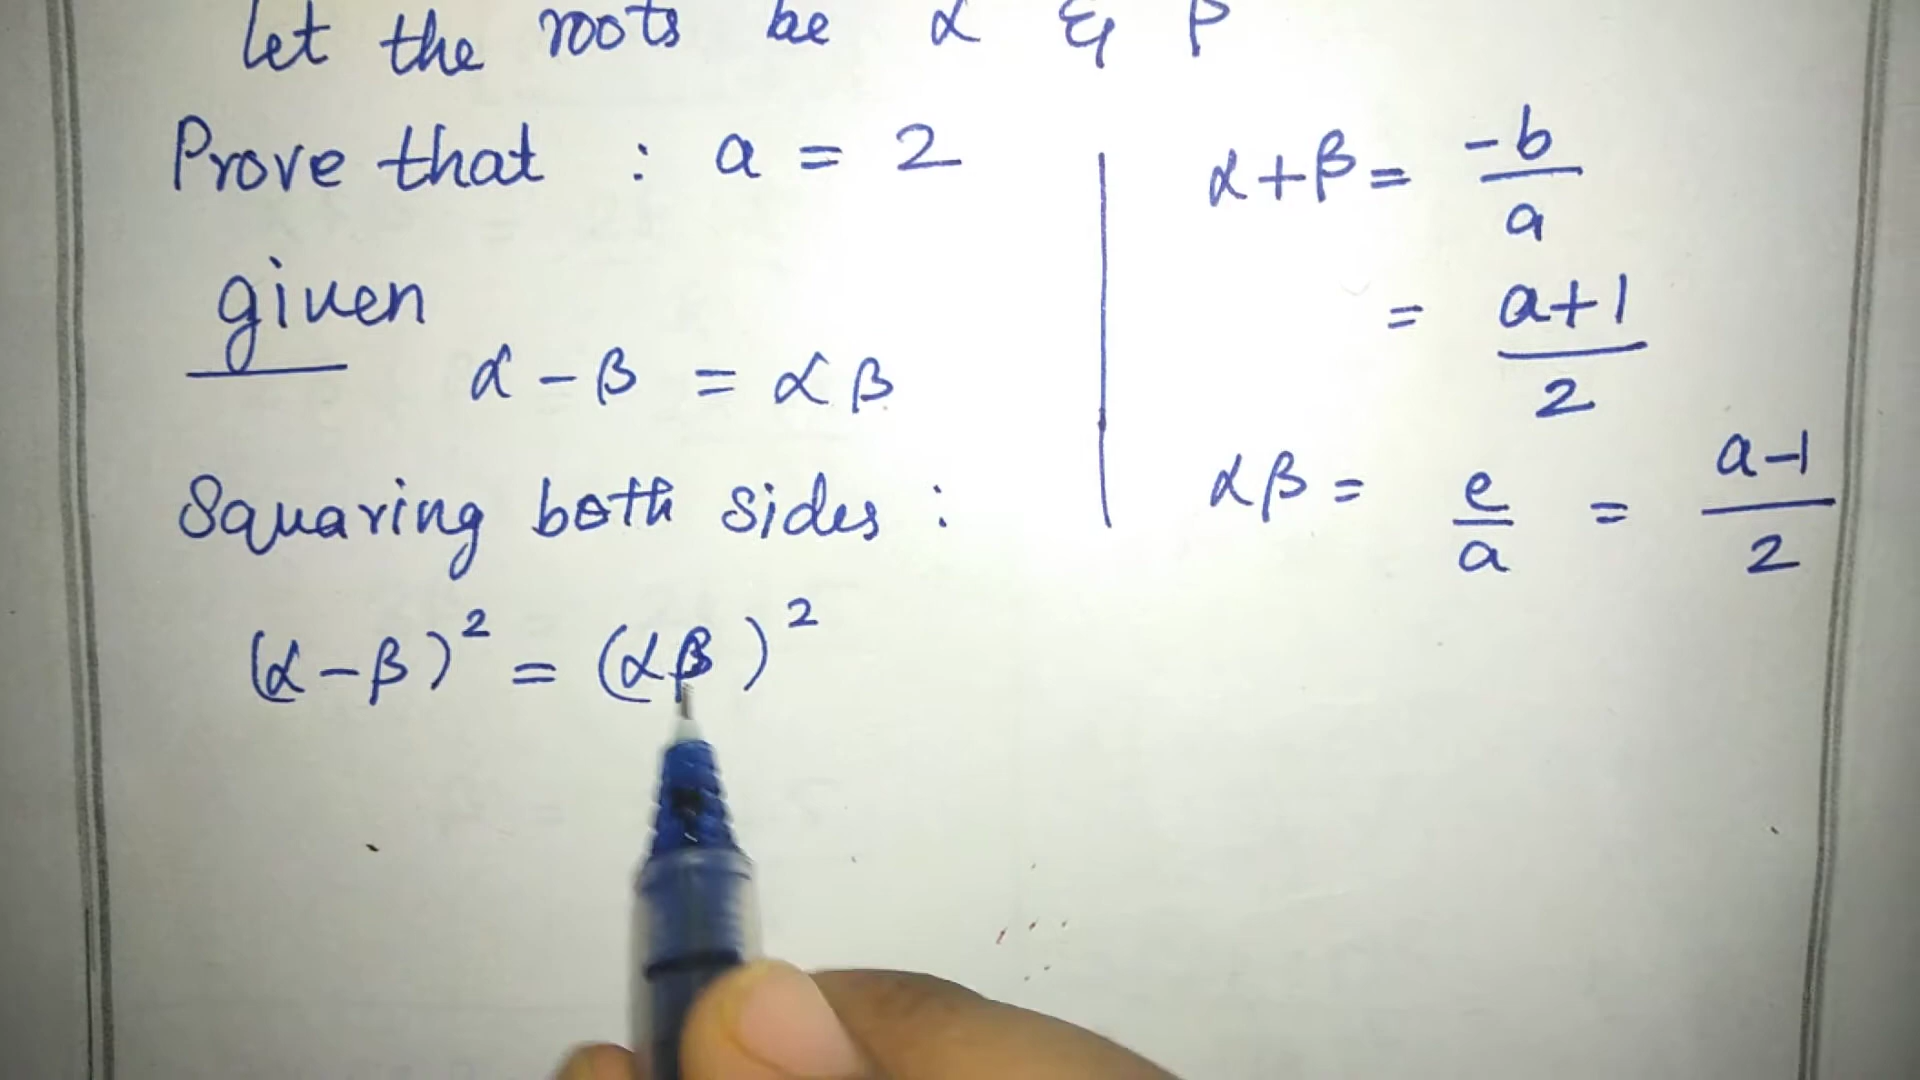 let the roots be α & β
Prove that : a = 2
given
α - β = αβ
Squaring both sides :
(α - β)² = (αβ)²
α + β = -b/a
= a+1/2
αβ = c/a = a-1/2